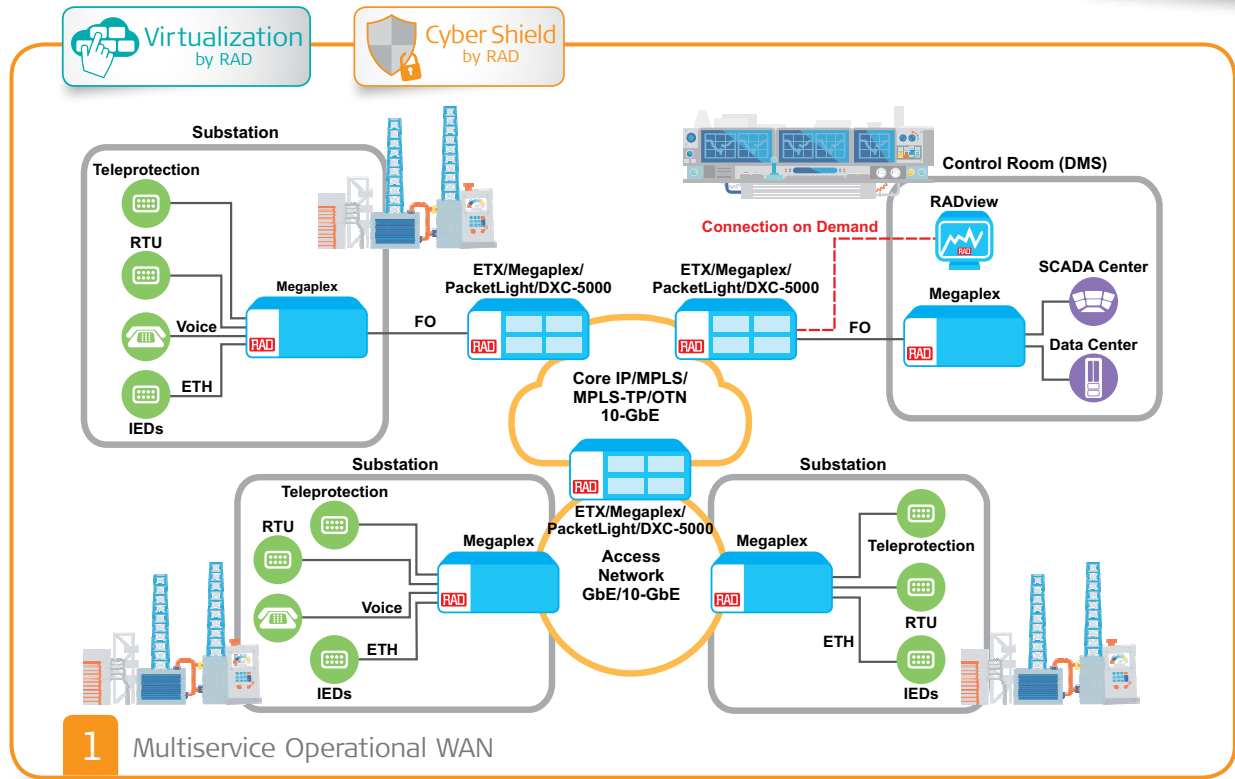 Virtualization
by RAD
Cyber Shield
by RAD
Substation
Teleprotection
RTU
Voice
ETH
IEDs
Megaplex
RAD
FO
ETX/Megaplex/
PacketLight/DXC-5000
RAD
ETX/Megaplex/
PacketLight/DXC-5000
RAD
Connection on Demand
FO
Control Room (DMS)
RADview
RAD
Megaplex
RAD
SCADA Center
Data Center
Core IP/MPLS/
MPLS-TP/OTN
10-GbE
RAD
ETX/Megaplex/
PacketLight/DXC-5000
Access
Network
GbE/10-GbE
Substation
Teleprotection
RTU
Voice
ETH
IEDs
Megaplex
RAD
Substation
Megaplex
RAD
Teleprotection
RTU
ETH
IEDs
1 Multiservice Operational WAN